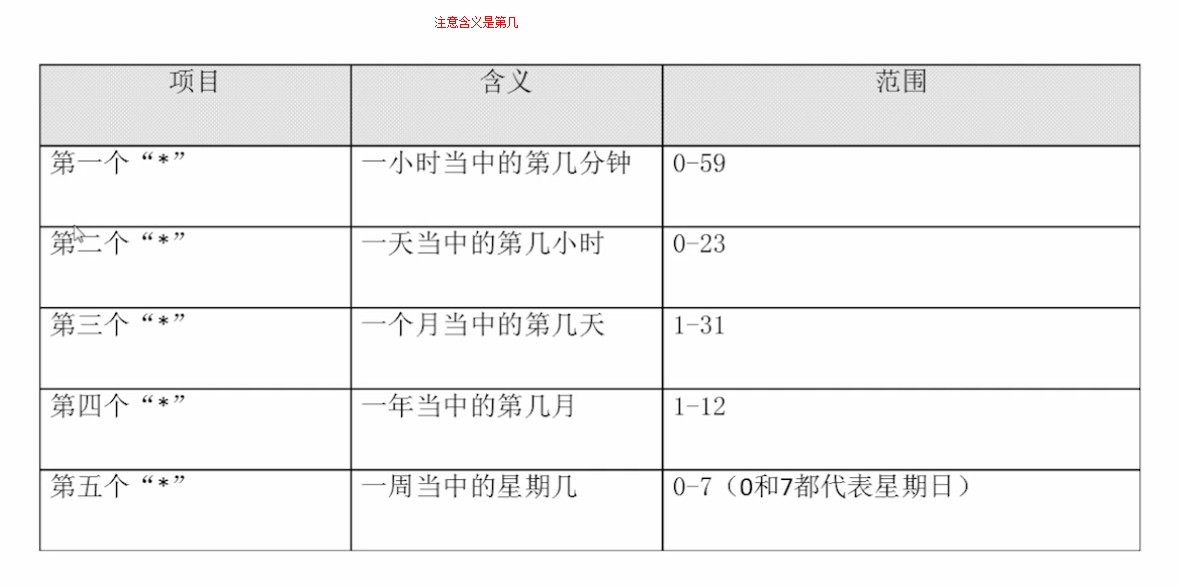 注意含义是第几
项目 含义 范围
第一个“*” 一小时当中的第几分钟 0-59
第二个“*” 一天当中的第几小时 0-23
第三个“*” 一个月当中的第几天 1-31
第四个“*” 一年当中的第几月 1-12
第五个“*” 一周当中的星期几 0-7（0和7都代表星期日）